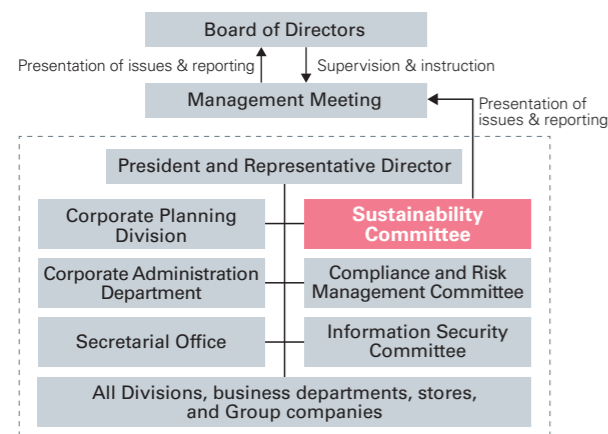 Board of Directors
Presentation of issues & reporting
Supervision & instruction
Management Meeting
Presentation of
issues & reporting
President and Representative Director
Corporate Planning
Division
Sustainability
Committee
Corporate Administration
Department
Compliance and Risk
Management Committee
Secretarial Office
Information Security
Committee
All Divisions, business departments, stores,
and Group companies